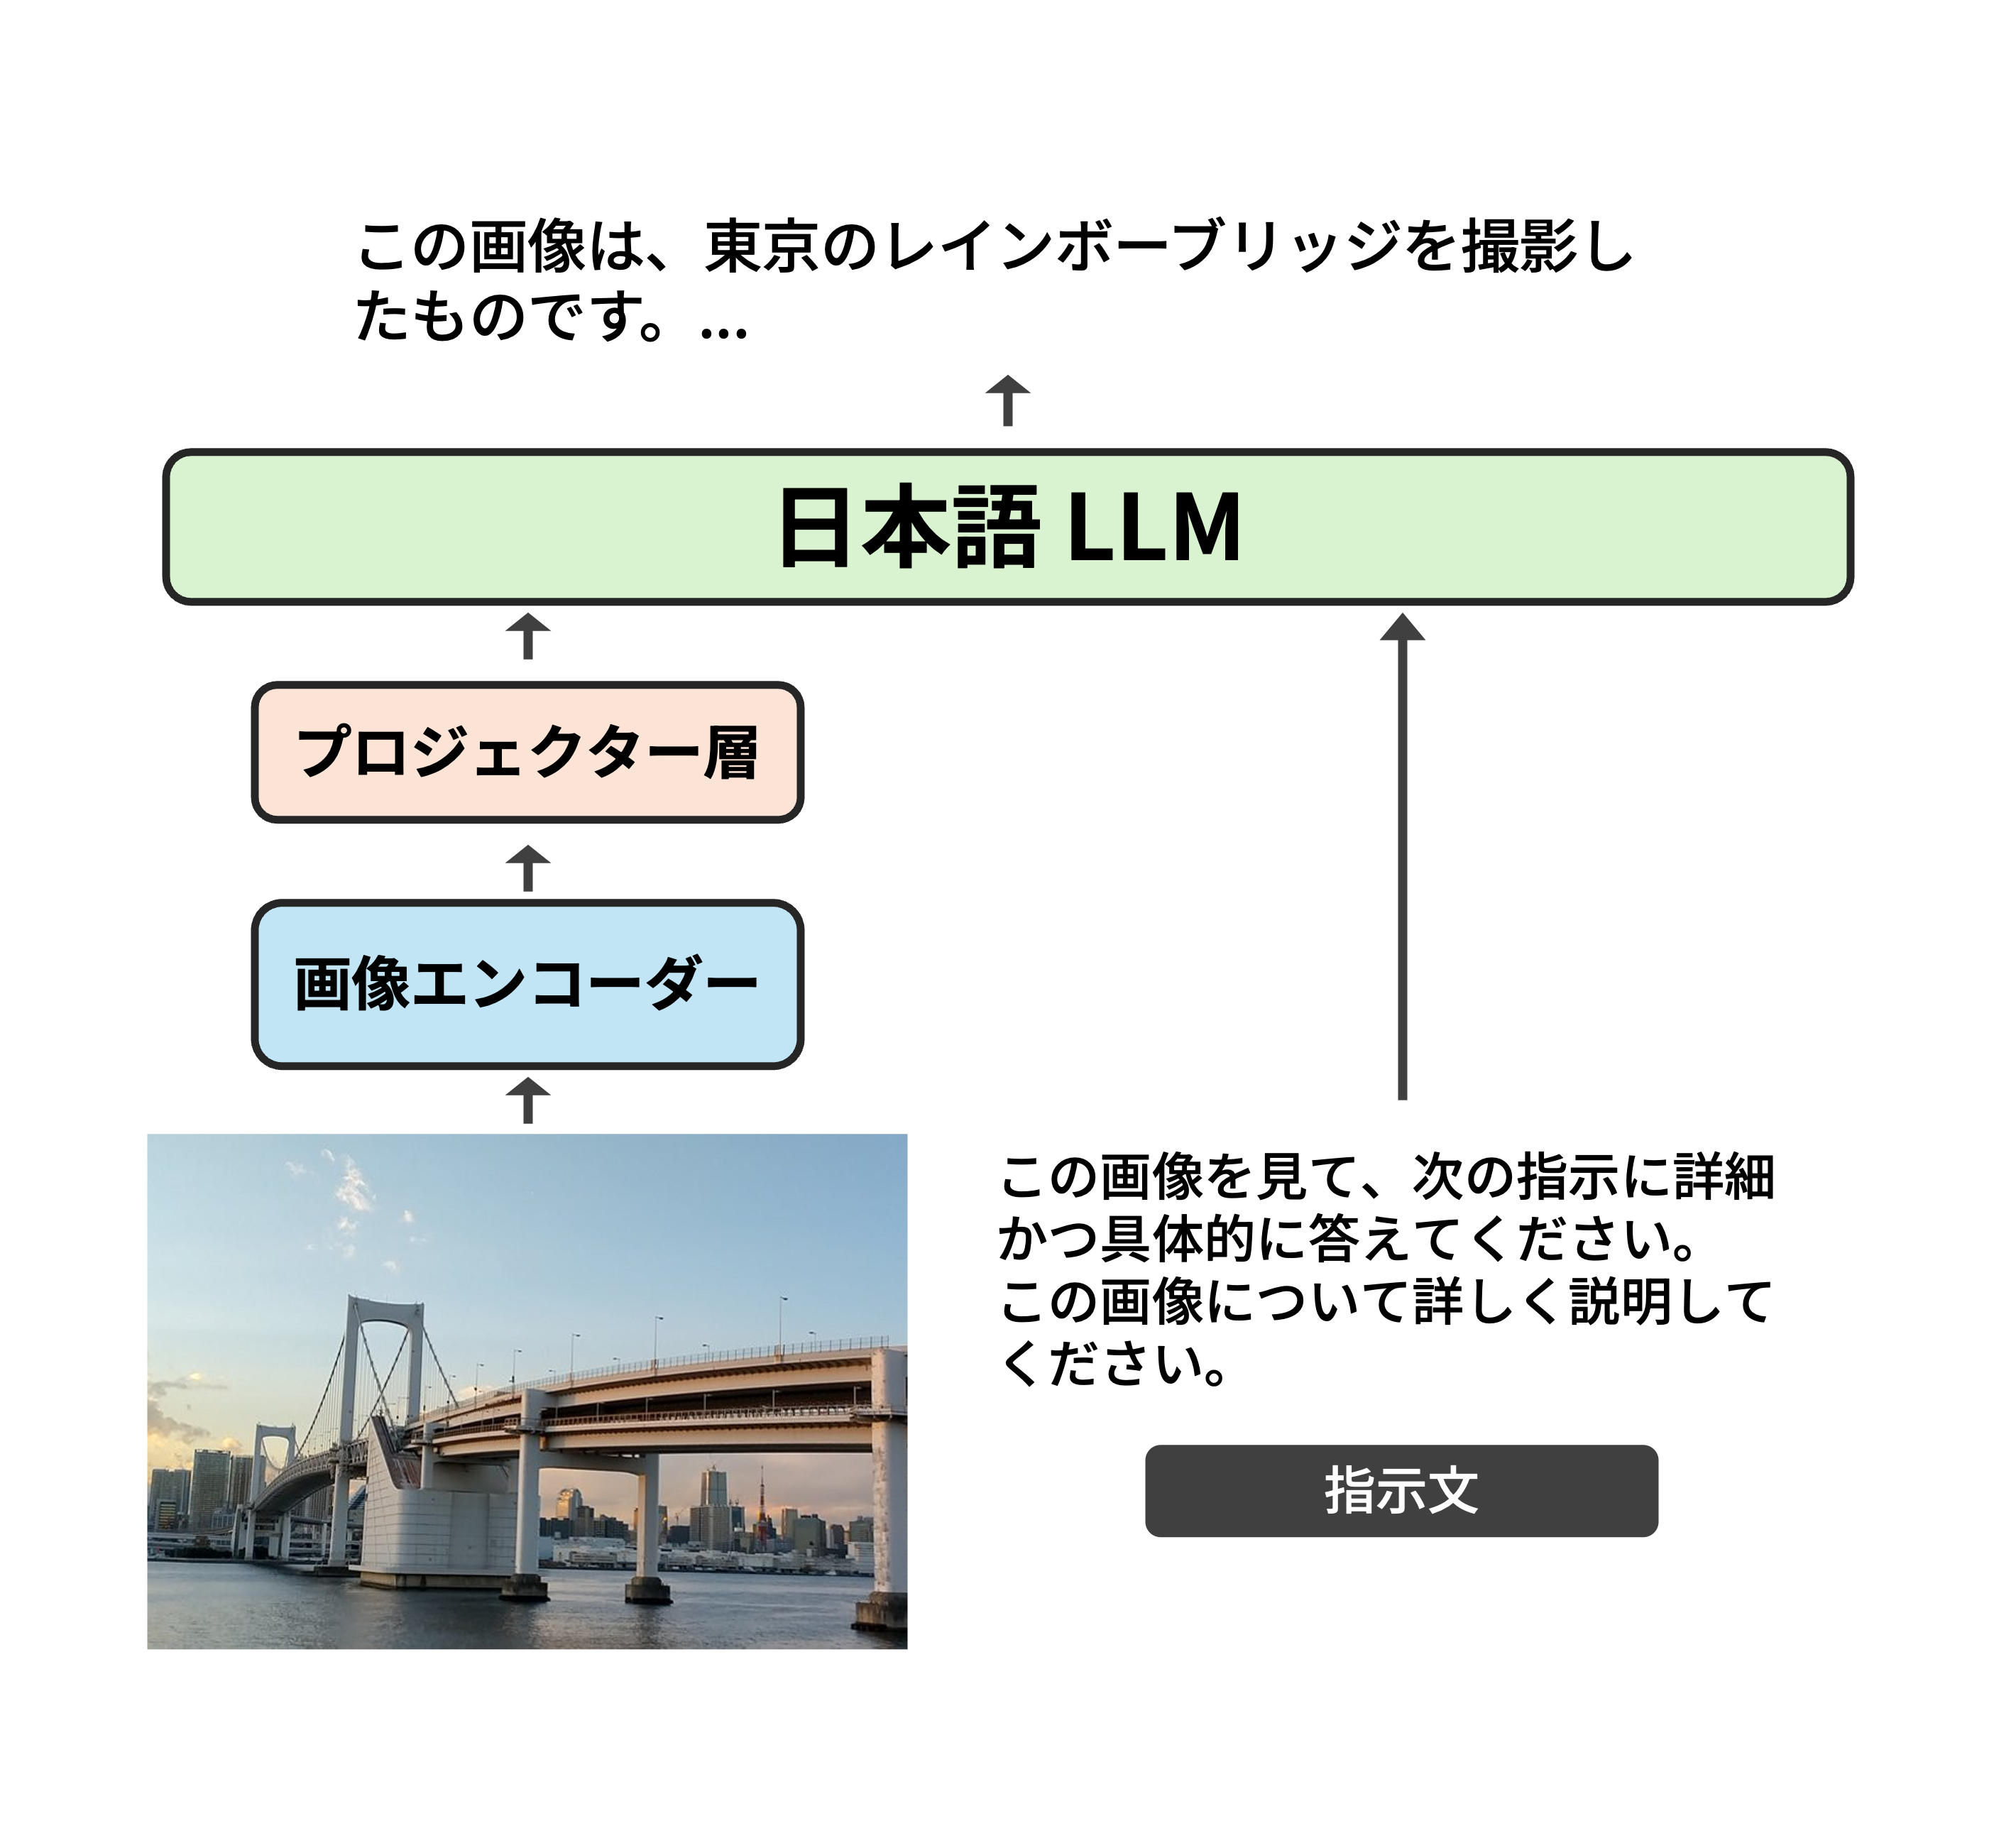 この画像は、東京のレインボーブリッジを撮影し
たものです。...
日本語 LLM
プロジェクター層
画像エンコーダー
この画像を見て、次の指示に詳細
かつ具体的に答えてください。
この画像について詳しく説明して
ください。
指示文